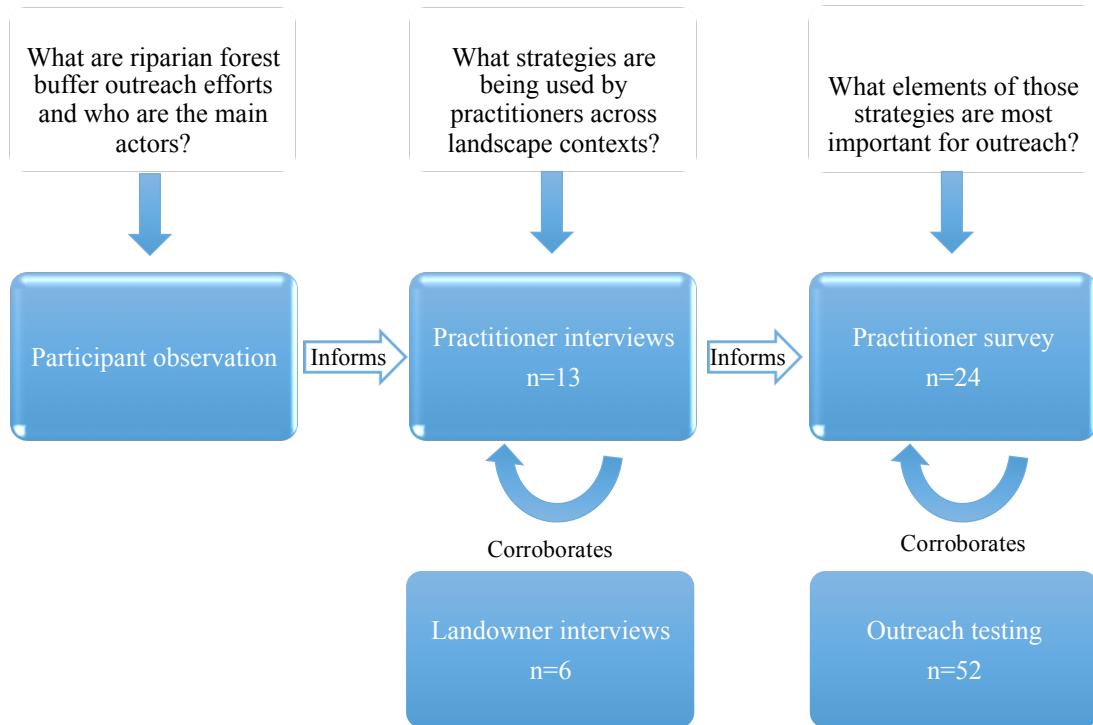 What are riparian forest
buffer outreach efforts
and who are the main
actors?
What strategies are
being used by
practitioners across
landscape contexts?
What elements of those
strategies are most
important for outreach?
Participant observation
Informs
Practitioner interviews
n=13
Informs
Practitioner survey
n=24
Corroborates
Corroborates
Landowner interviews
n=6
Outreach testing
n=52